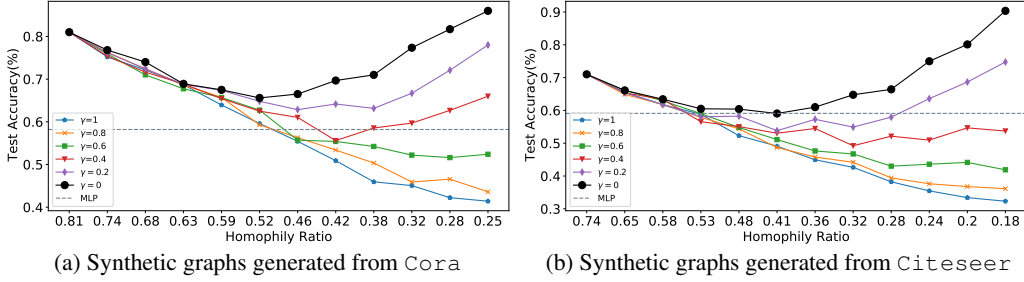 0.8
0.7
0.6
0.5
0.4
Test Accuracy(%)
γ=1
γ=0.8
γ=0.6
γ=0.4
γ=0.2
γ=0
MLP
0.81 0.74 0.68 0.63 0.59 0.52 0.46 0.42 0.38 0.32 0.28 0.25
Homophily Ratio
(a) Synthetic graphs generated from Cora
0.9
0.8
0.7
0.6
0.5
0.4
0.3
Test Accuracy(%)
γ=1
γ=0.8
γ=0.6
γ=0.4
γ=0.2
γ=0
MLP
0.74 0.65 0.58 0.53 0.48 0.42 0.36 0.32 0.28 0.24 0.2 0.18
Homophily Ratio
(b) Synthetic graphs generated from Citeseer